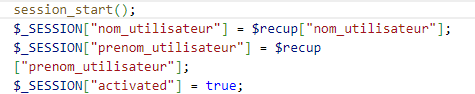 session_start();
$_SESSION["nom_utilisateur"] = $recup["nom_utilisateur"];
$_SESSION["prenom_utilisateur"] = $recup
["prenom_utilisateur"];
$_SESSION["activated"] = true;